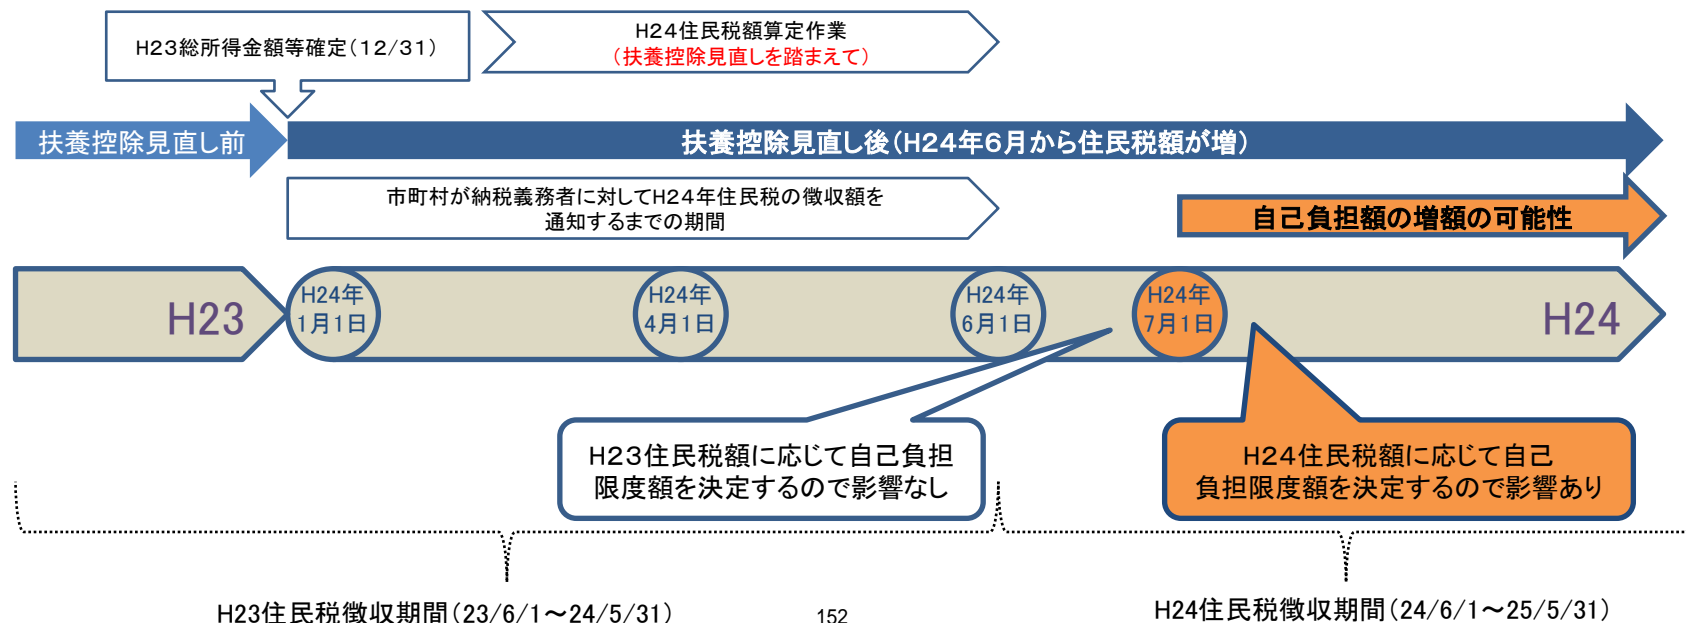 H23総所得金額等確定(12/31)
H24住民税額算定作業
(扶養控除見直しを踏まえて)
扶養控除見直し前
扶養控除見直し後(H24年6月から住民税額が増)
市町村が納税義務者に対してH24年住民税の徴収額を
通知するまでの期間
自己負担額の増額の可能性
H23
H24年
1月1日
H24年
4月1日
H24年
6月1日
H24年
7月1日
H24
H23住民税額に応じて自己負担
限度額を決定するので影響なし
H24住民税額に応じて自己
負担限度額を決定するので影響あり
H23住民税徴収期間(23/6/1～24/5/31)
152
H24住民税徴収期間(24/6/1～25/5/31)